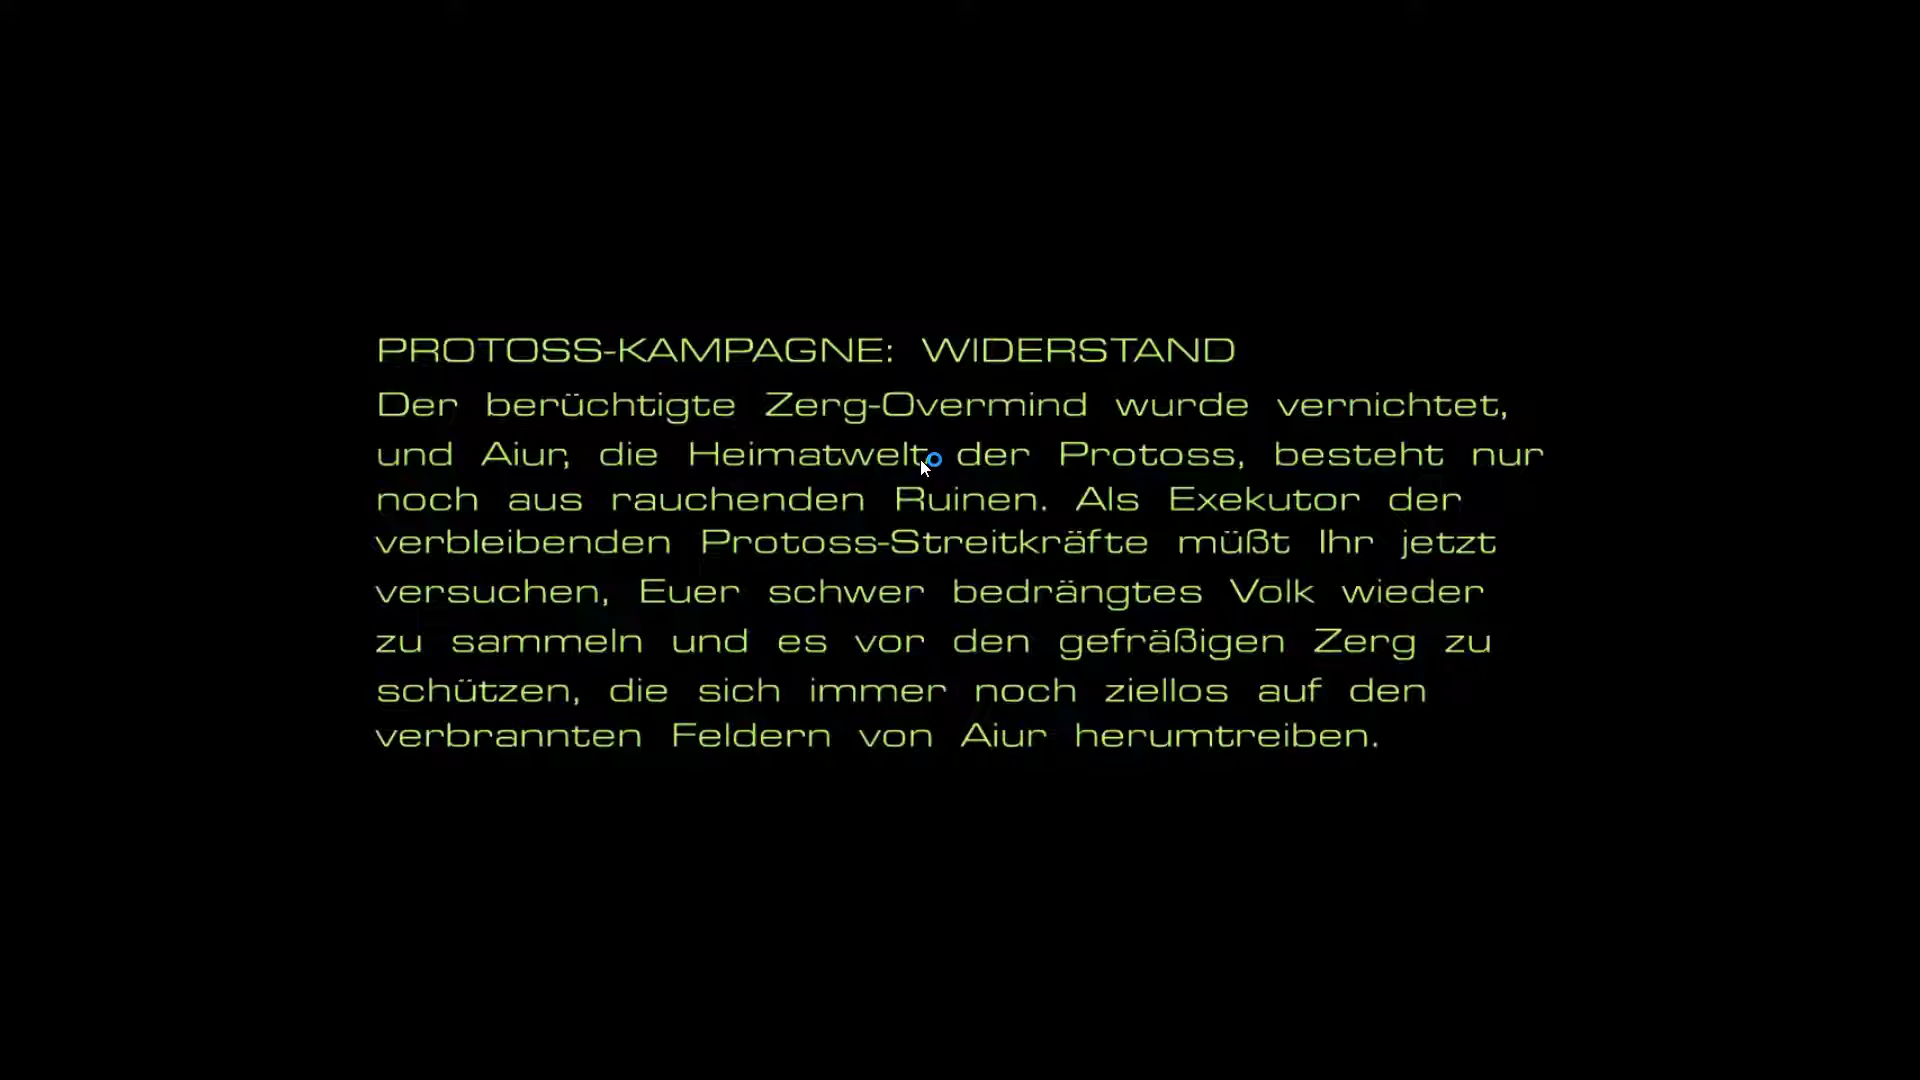 PROTOSS-KAMPAGNE: WIDERSTAND
Der berüchtigte Zerg-Overmind wurde vernichtet,
und Aiur, die Heimatwelt der Protoss, besteht nur
noch aus rauchenden Ruinen. Als Exekutor der
verbleibenden Protoss-Streitkräfte müßt Ihr jetzt
versuchen, Euer schwer bedrängtes Volk wieder
zu sammeln und es vor den gefräßigen Zerg zu
schützen, die sich immer noch ziellos auf den
verbrannten Feldern von Aiur herumtreiben.